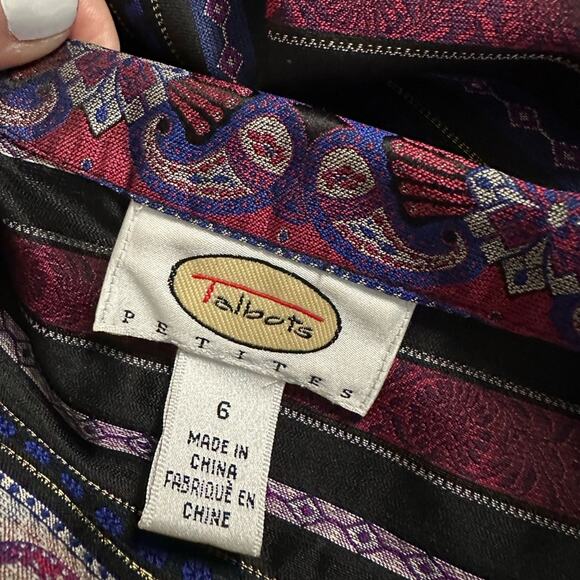 Talbots
PETITES
6
MADE IN
CHINA
FABRIQUÉ EN
CHINE